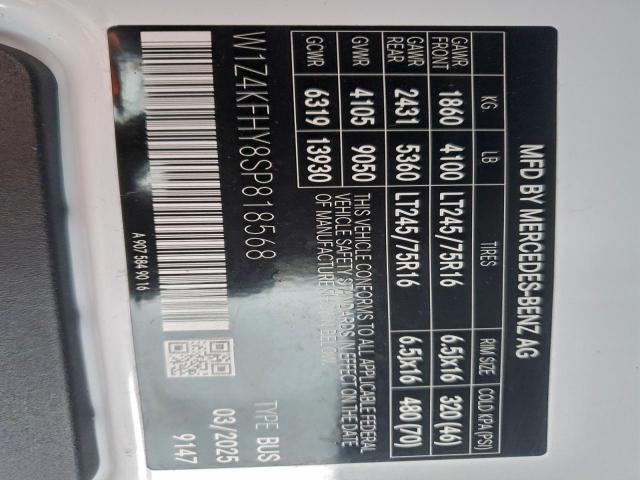 MFD BY MERCEDES-BENZ AG
KG LB TIRES RIM SIZE COLD KPA (PSI)
GAWR FRONT 1860 4100 LT245 /75R16 6.5Jx16 320 (46)
GAWR REAR 2431 5360 LT245 /75R16 6.5Jx16 480 (70)
GVWR 4105 9050 THIS VEHICLE CONFORMS TO ALL APPLICABLE FEDERAL
VEHICLE SAFETY STANDARDS IN EFFECT ON THE DATE
GCWR 6319 13930 OF MANUFACTURE SHOWN BELOW.
W1Z4KFHY8SP818568 TYPE BUS
03/2025
A 907 584 90 16 9147